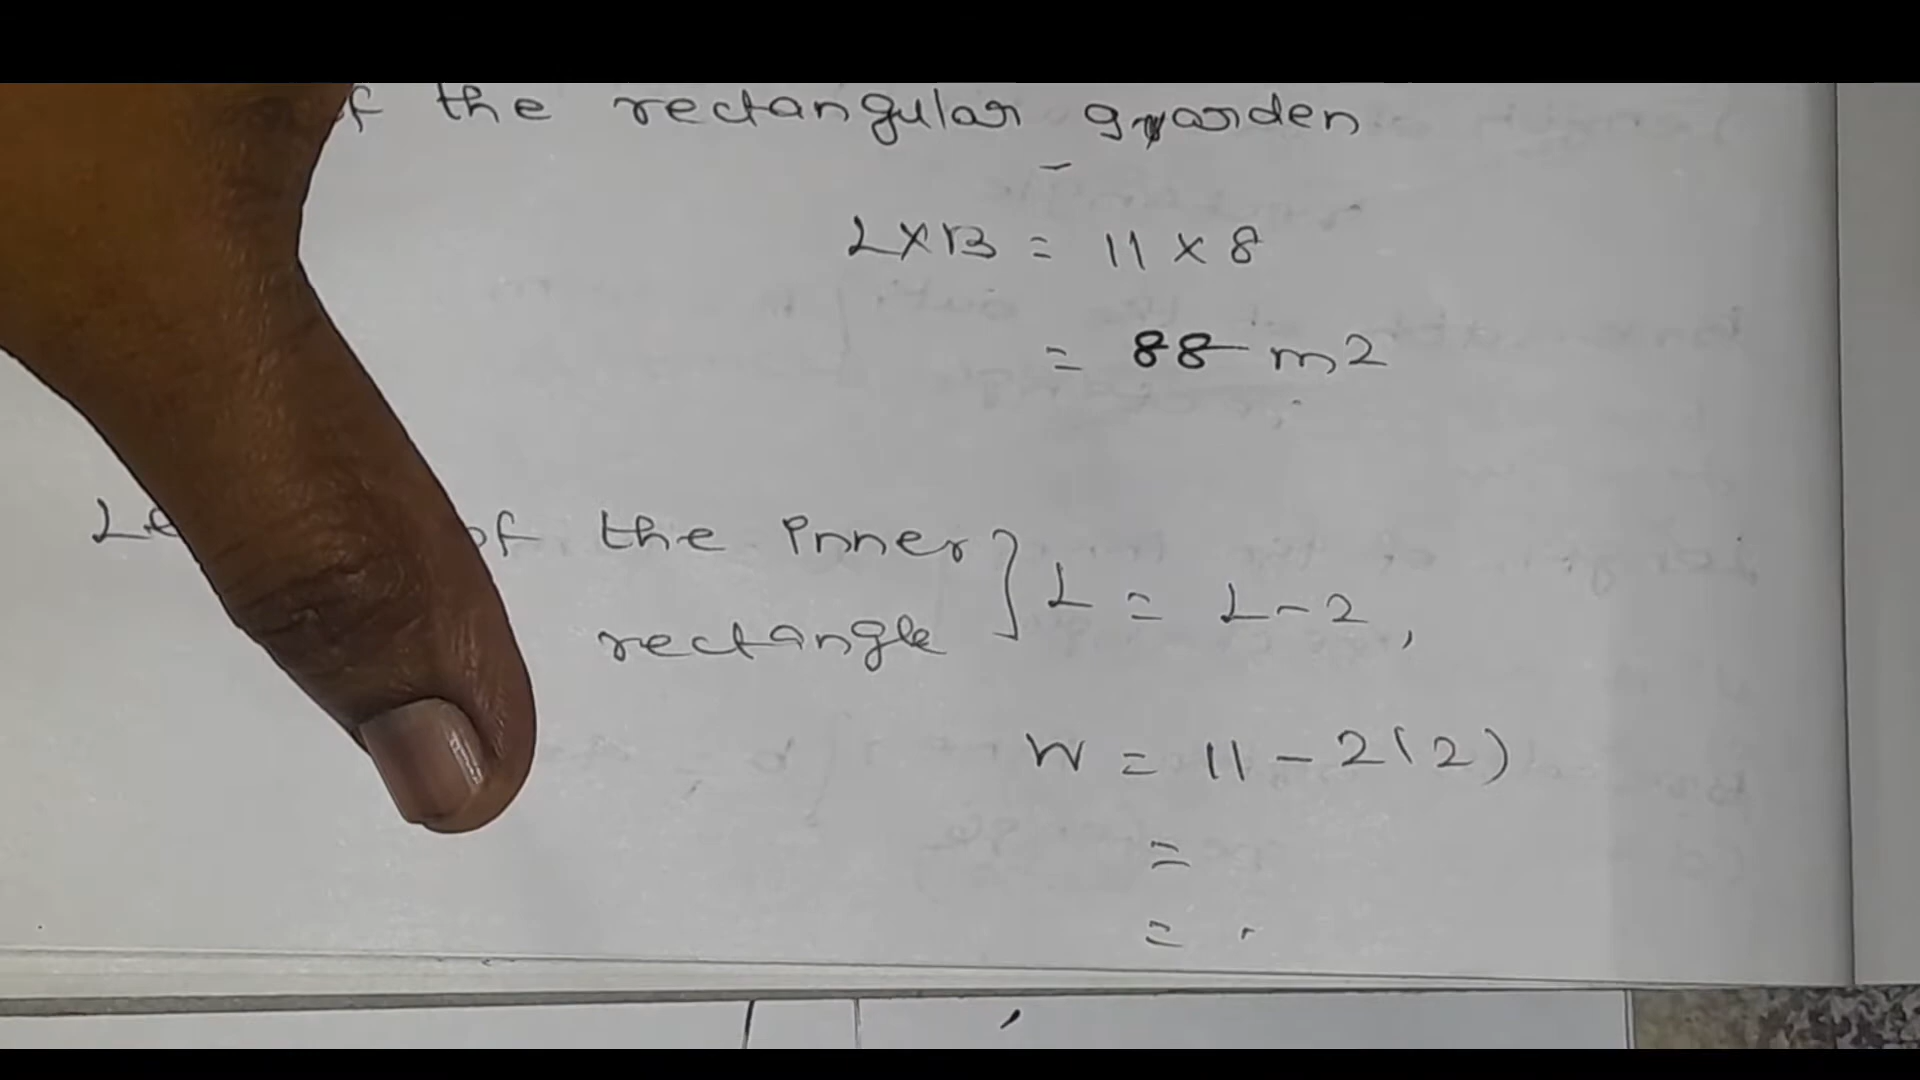 the rectangular garden
L X B = 11 X 8
= 88 m2
of the inner
rectangle } L = L - 2,
W = 11 - 2(2)
=
=